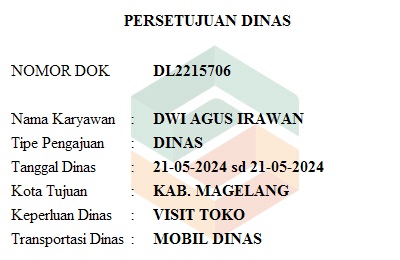 PERSETUJUAN DINAS
NOMOR DOK DL2215706
Nama Karyawan : DWI AGUS IRAWAN
Tipe Pengajuan : DINAS
Tanggal Dinas : 21-05-2024 sd 21-05-2024
Kota Tujuan : KAB. MAGELANG
Keperluan Dinas : VISIT TOKO
Transportasi Dinas : MOBIL DINAS